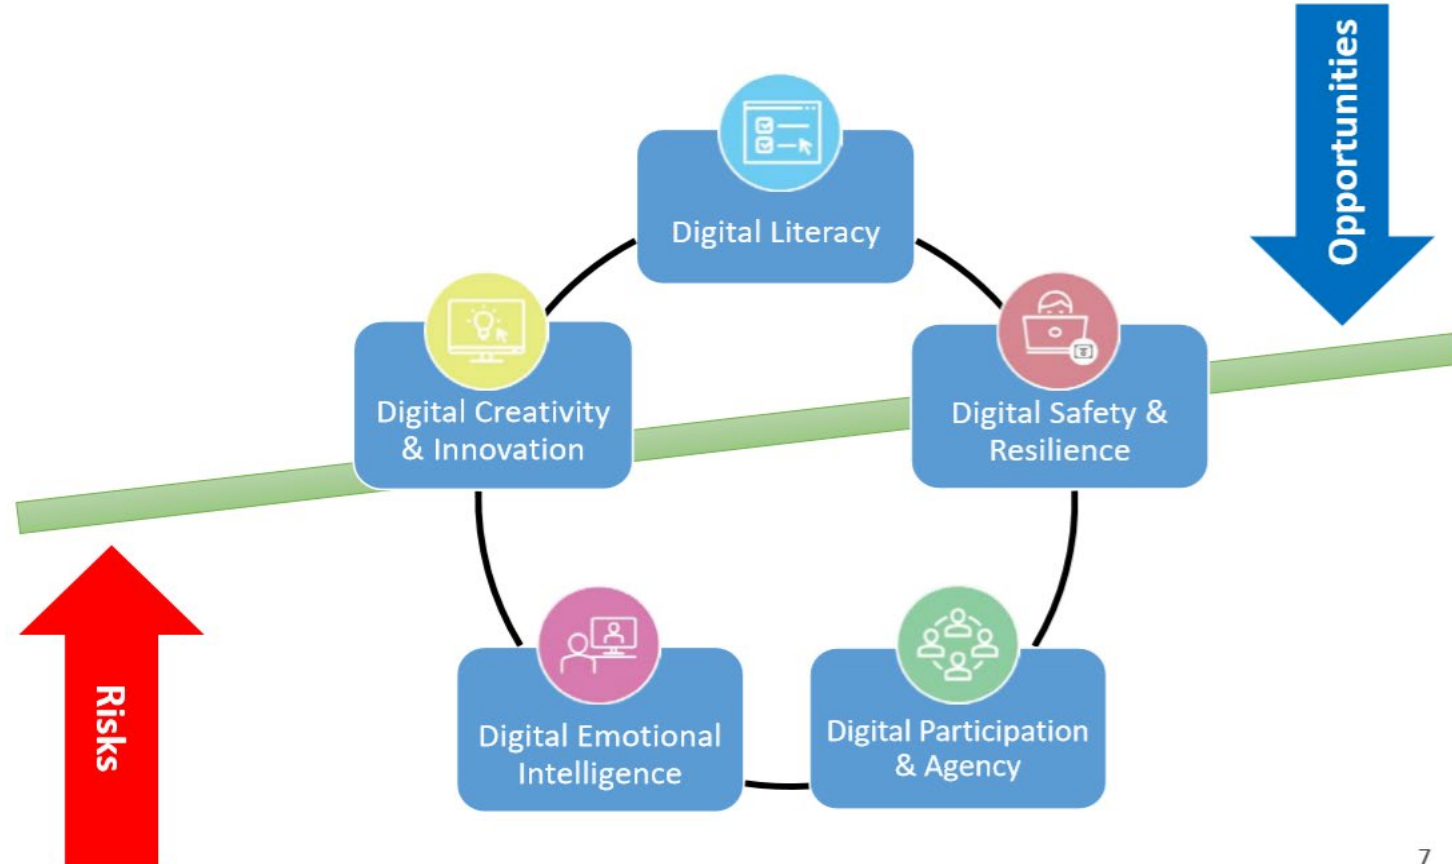 Opportunities
Digital Literacy
Digital Creativity
& Innovation
Digital Safety &
Resilience
Risks
Digital Emotional
Intelligence
Digital Participation
& Agency
7